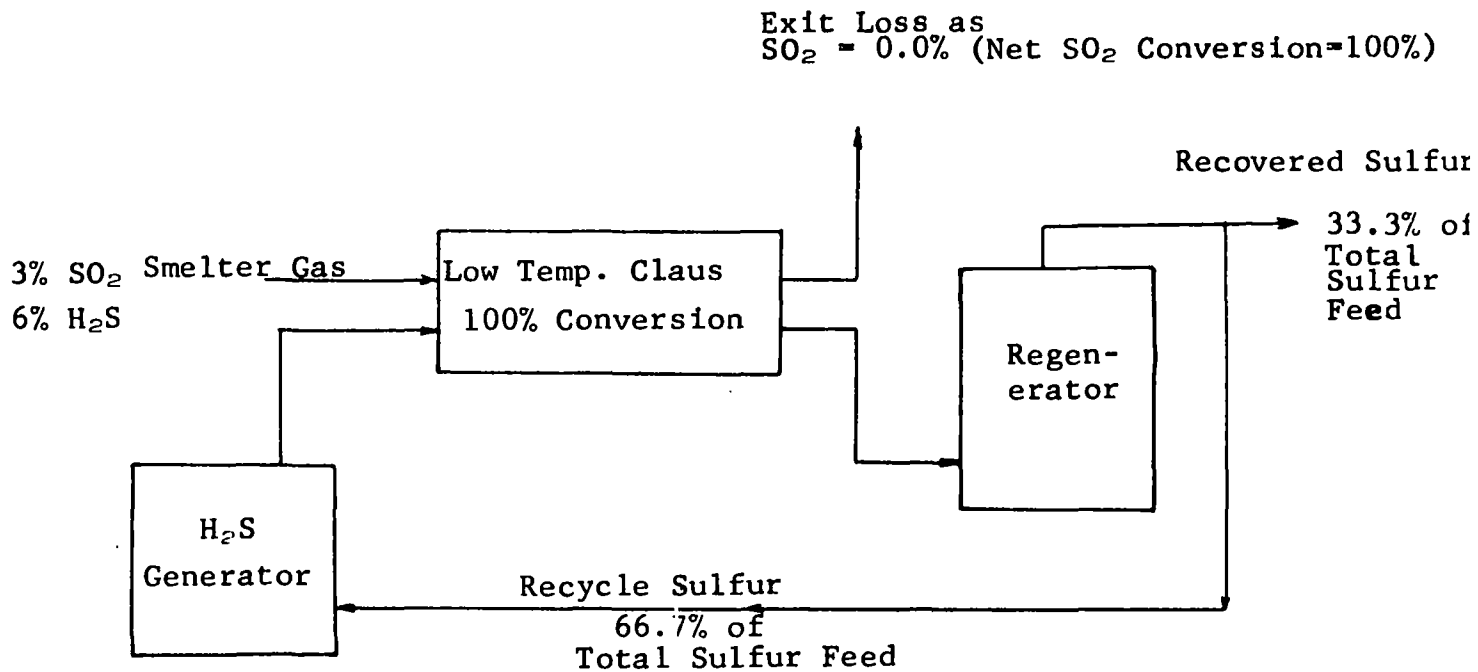 Exit Loss as
SO₂ = 0.0% (Net SO₂ Conversion=100%)
Recovered Sulfur
33.3% of
Total
Sulfur
Feed
3% SO₂ Smelter Gas
6% H₂S
Low Temp. Claus
100% Conversion
Regen-
erator
H₂S
Generator
Recycle Sulfur
66.7% of
Total Sulfur Feed